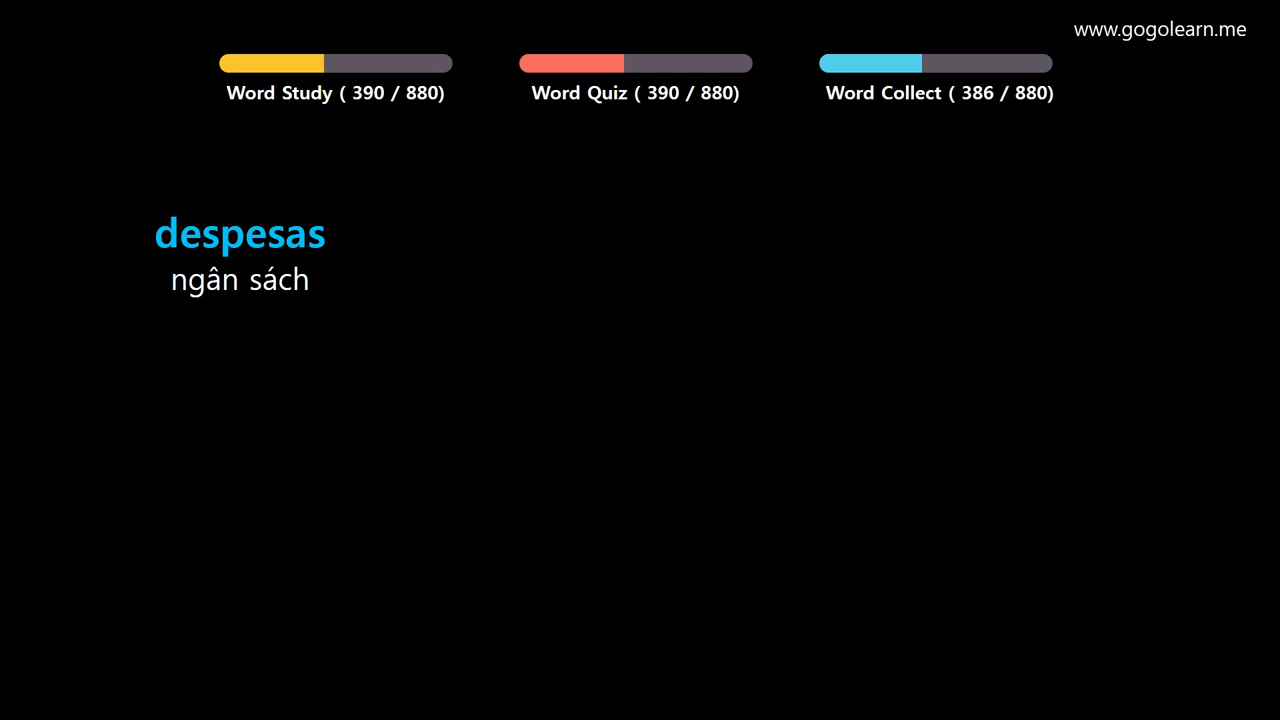 www.gogolearn.me
Word Study ( 390 / 880)
Word Quiz ( 390 / 880)
Word Collect ( 386 / 880)
despesas
ngân sách